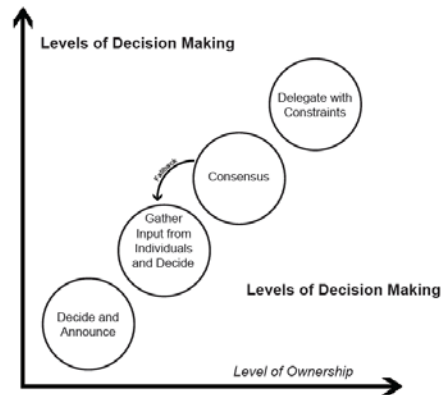 Levels of Decision Making
Delegate with
Constraints
Consensus
Fallback
Gather
Input from
Individuals
and Decide
Levels of Decision Making
Decide and
Announce
Level of Ownership